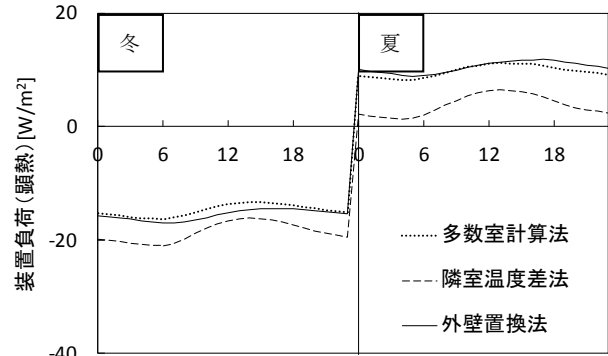 20
冬
夏
0
0 6 12 18 0 6 12 18
-20
-40
装置負荷(顕熱)[W/m²]
多数室計算法
隣室温度差法
外壁置換法